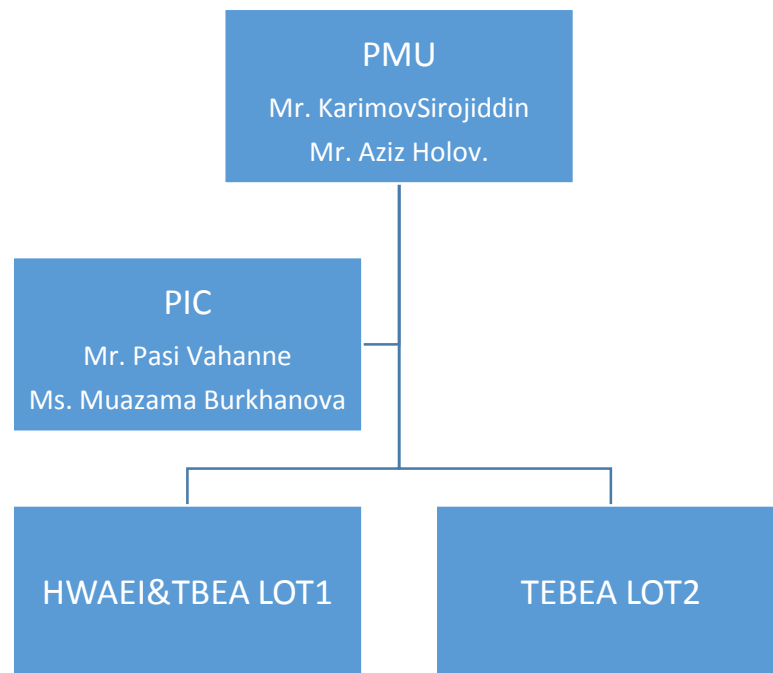 PMU
Mr. KarimovSirojiddin
Mr. Aziz Holov.
PIC
Mr. Pasi Vahanne
Ms. Muazama Burkhanova
HWAEI&TBEA LOT1
TEBEA LOT2